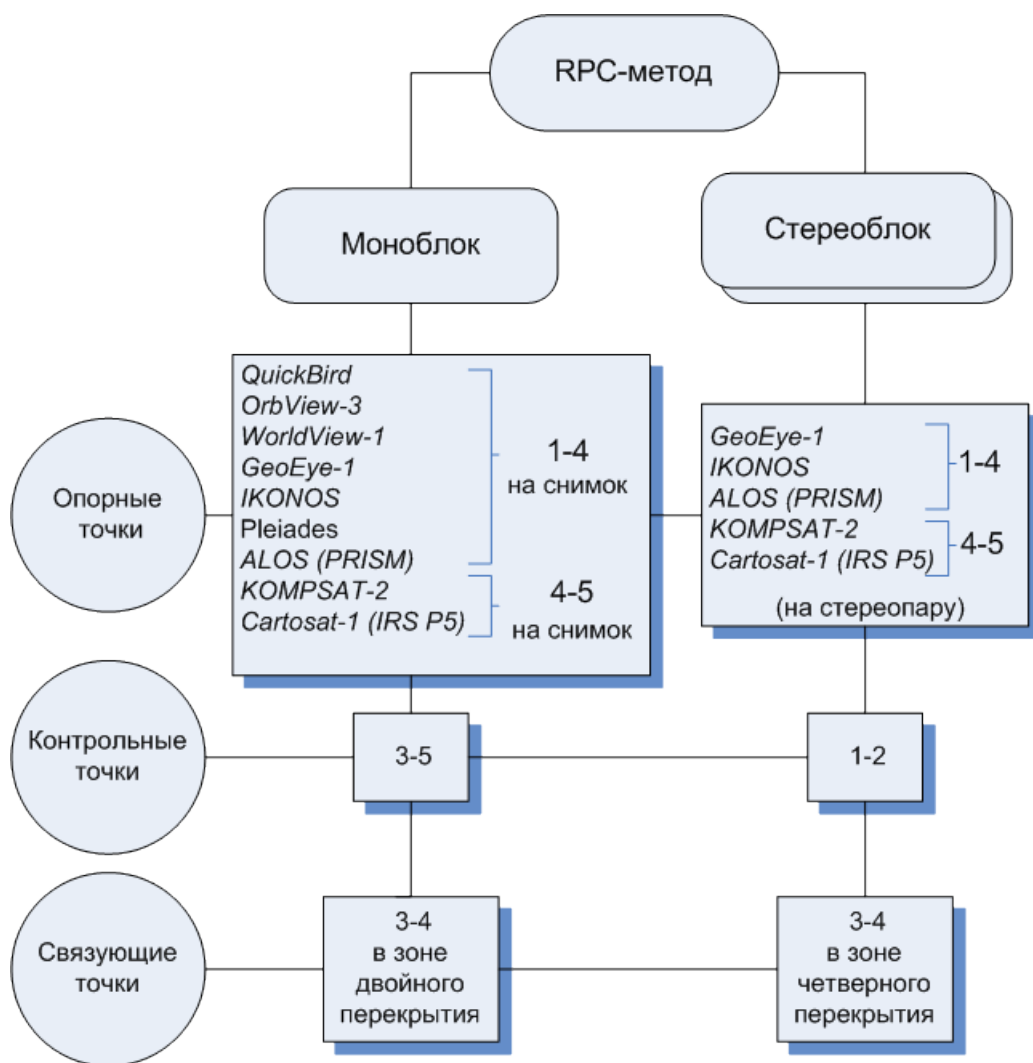 RPC-метод
Моноблок
Стереоблок
Опорные
точки
QuickBird
OrbView-3
WorldView-1
GeoEye-1
IKONOS
Pleiades
ALOS (PRISM)
1-4
на снимок
KOMPSAT-2
Cartosat-1 (IRS P5)
4-5
на снимок
GeoEye-1
IKONOS
ALOS (PRISM)
1-4
KOMPSAT-2
Cartosat-1 (IRS P5)
4-5
(на стереопару)
Контрольные
точки
3-5
1-2
Связующие
точки
3-4
в зоне
двойного
перекрытия
3-4
в зоне
четверного
перекрытия